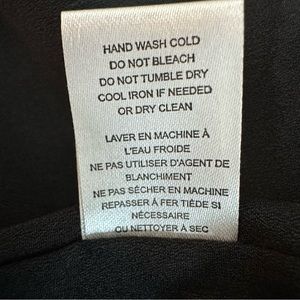 HAND WASH COLD
DO NOT BLEACH
DO NOT TUMBLE DRY
COOL IRON IF NEEDED
OR DRY CLEAN
LAVER EN MACHINE À
L'EAU FROIDE
NE PAS UTILISER D'AGENT DE
BLANCHIMENT
NE PAS SÉCHER EN MACHINE
REPASSER À FER TIÈDE SI
NÉCESSAIRE
OU NETTOYER À SEC